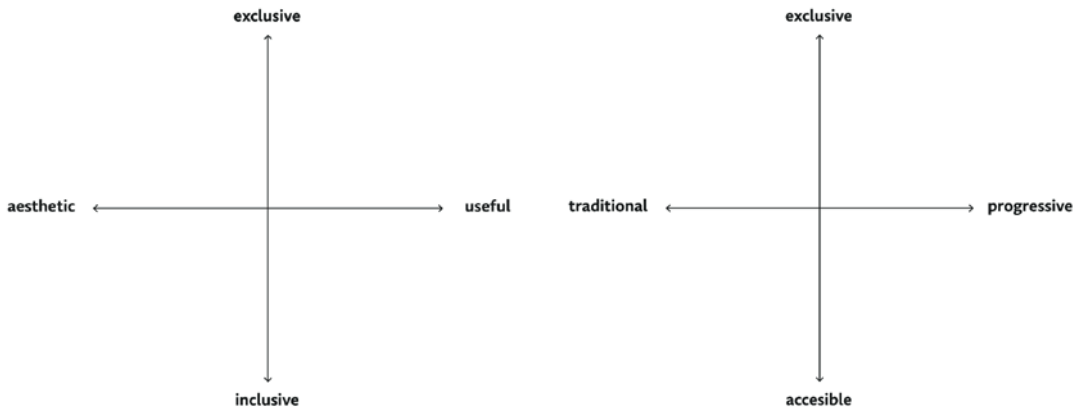 exclusive
exclusive
aesthetic
useful
traditional
progressive
inclusive
accesible